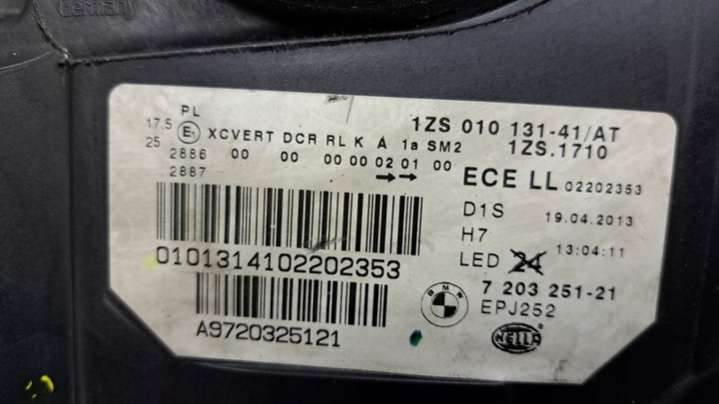 Germany
PL
17.5
25
E1
XCVERT DCR RL K A 1a SM2
2886 00 00 00 00 02 01 00
2887
→→
1ZS 010 131-41/AT
1ZS.1710
ECE LL 02202353
D1S 19.04.2013
H7 13:04:11
LED 24
0101314102202353
A9720325121
BMW
7 203 251-21
EPJ252
HELLA